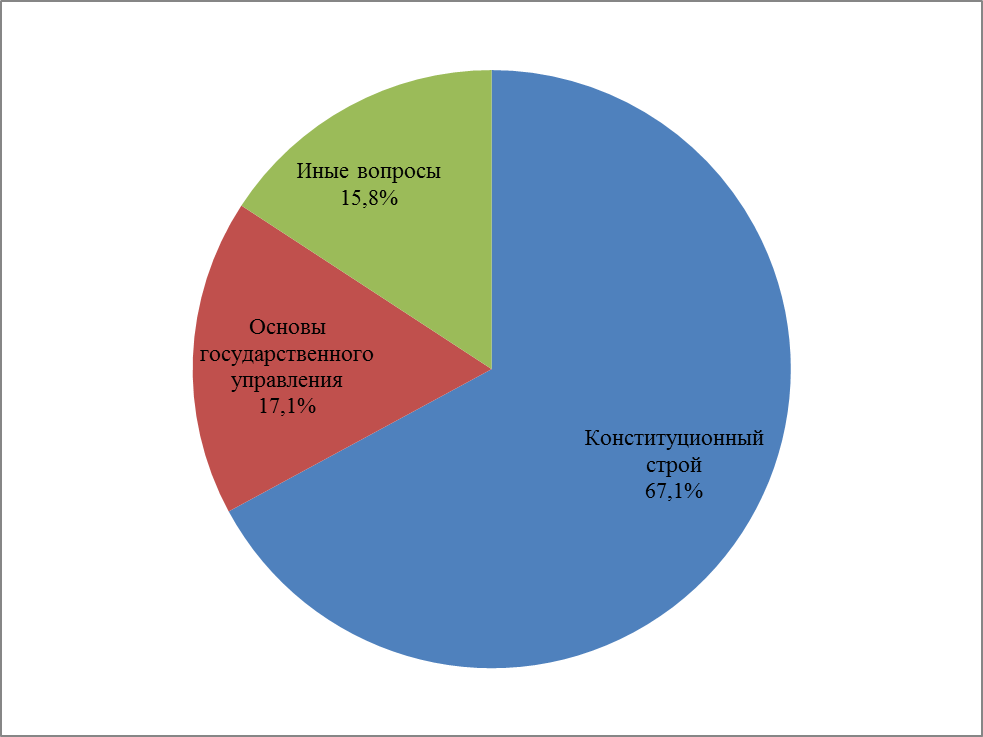 Иные вопросы
15,8%
Основы
государственного
управления
17,1%
Конституционный
строй
67,1%